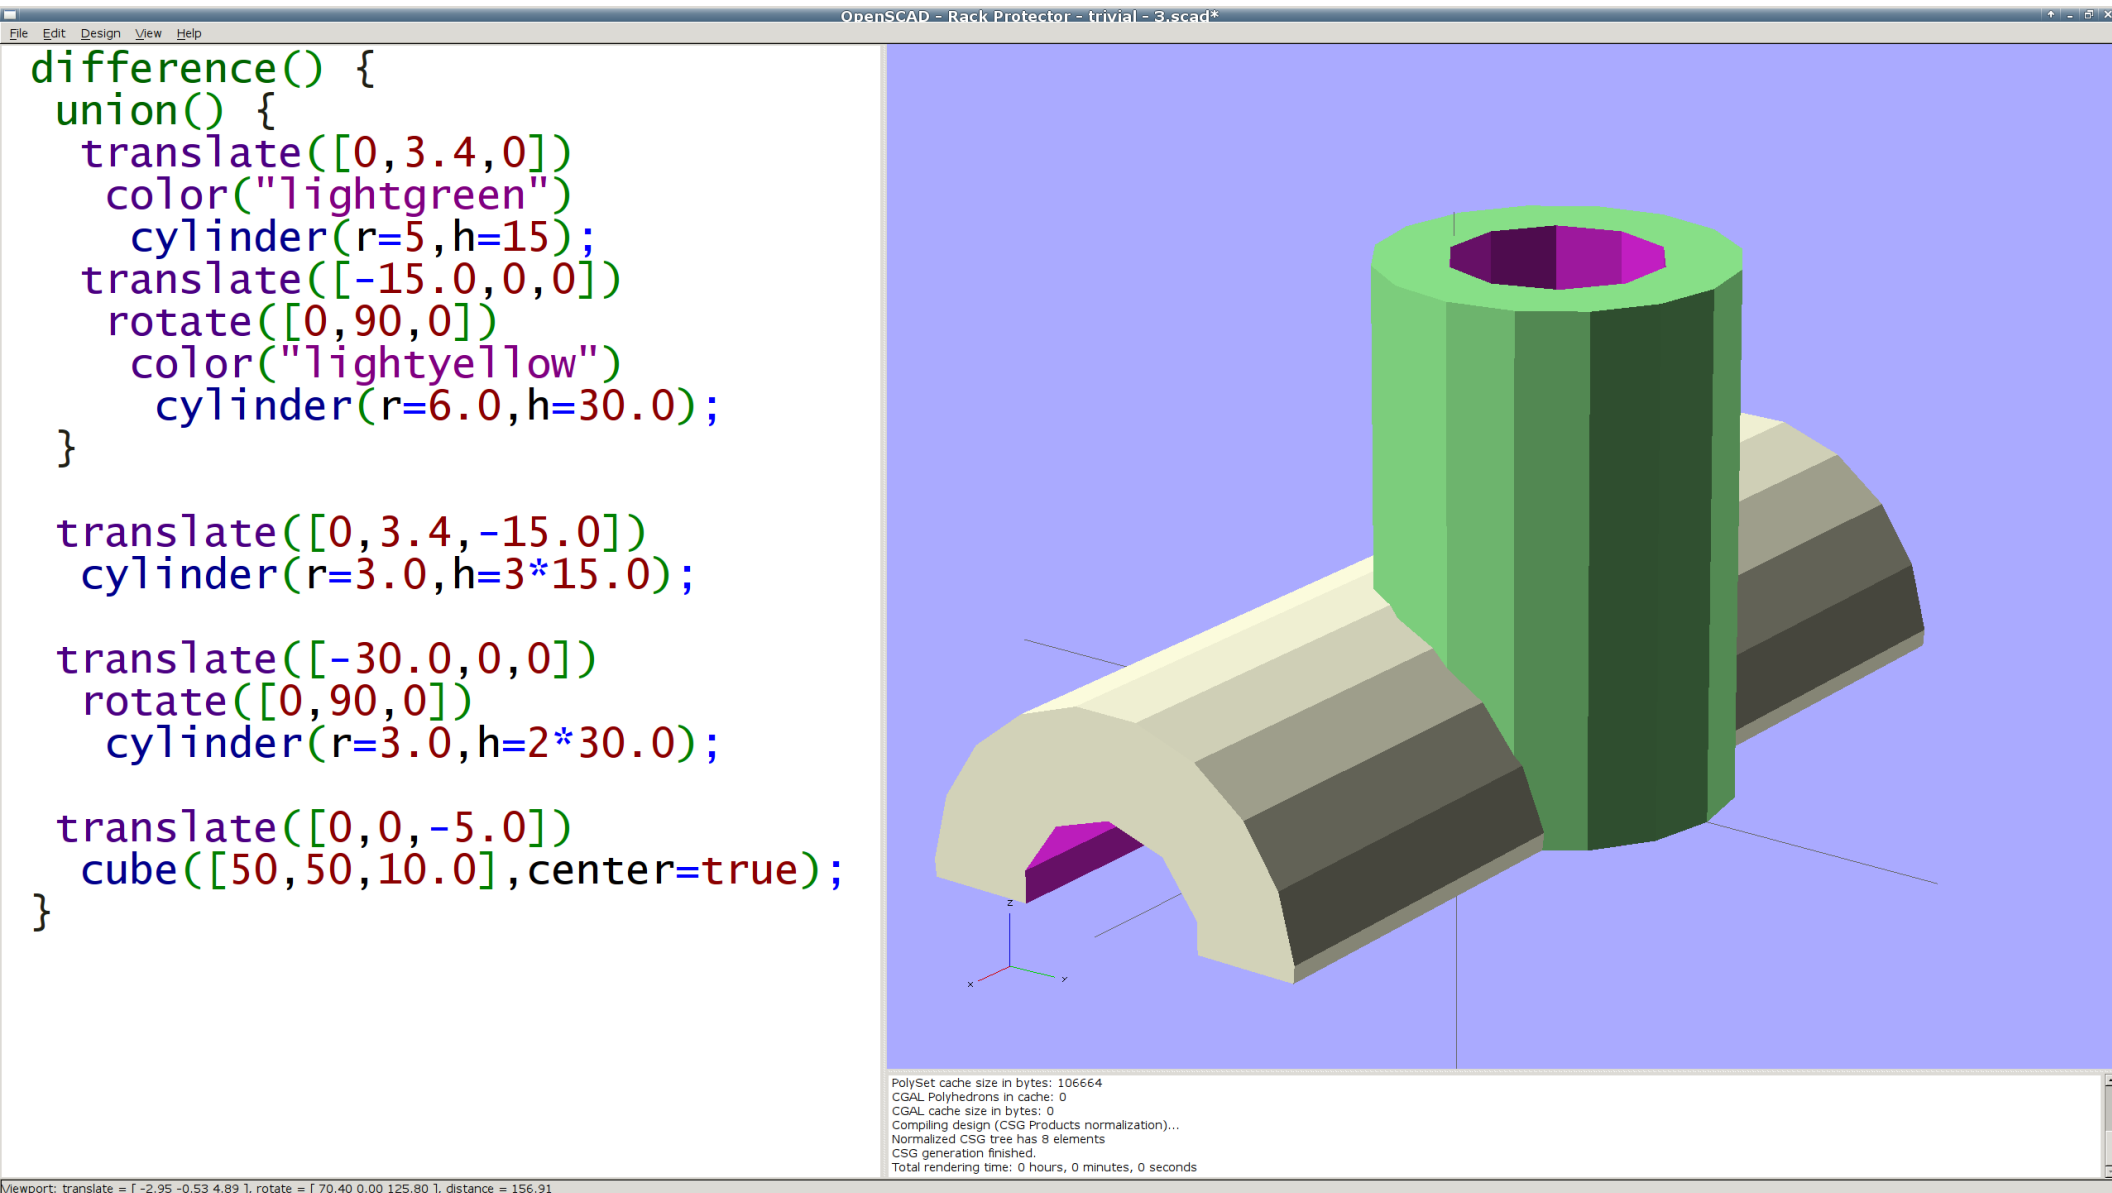 OpenSCAD - Rack Protector - trivial - 3.scad*
File Edit Design View Help
difference() {
union() {
translate([0,3.4,0])
color("lightgreen")
cylinder(r=5,h=15);
translate([-15.0,0,0])
rotate([0,90,0])
color("lightyellow")
cylinder(r=6.0,h=30.0);
}
translate([0,3.4,-15.0])
cylinder(r=3.0,h=3*15.0);
translate([-30.0,0,0])
rotate([0,90,0])
cylinder(r=3.0,h=2*30.0);
translate([0,0,-5.0])
cube([50,50,10.0],center=true);
}
z
x
y
PolySet cache size in bytes: 106664
CGAL Polyhedrons in cache: 0
CGAL cache size in bytes: 0
Compiling design (CSG Products normalization)...
Normalized CSG tree has 8 elements
CSG generation finished.
Total rendering time: 0 hours, 0 minutes, 0 seconds
Viewport: translate = [ -2.95 -0.53 4.89 ], rotate = [ 70.40 0.00 125.80 ], distance = 156.91